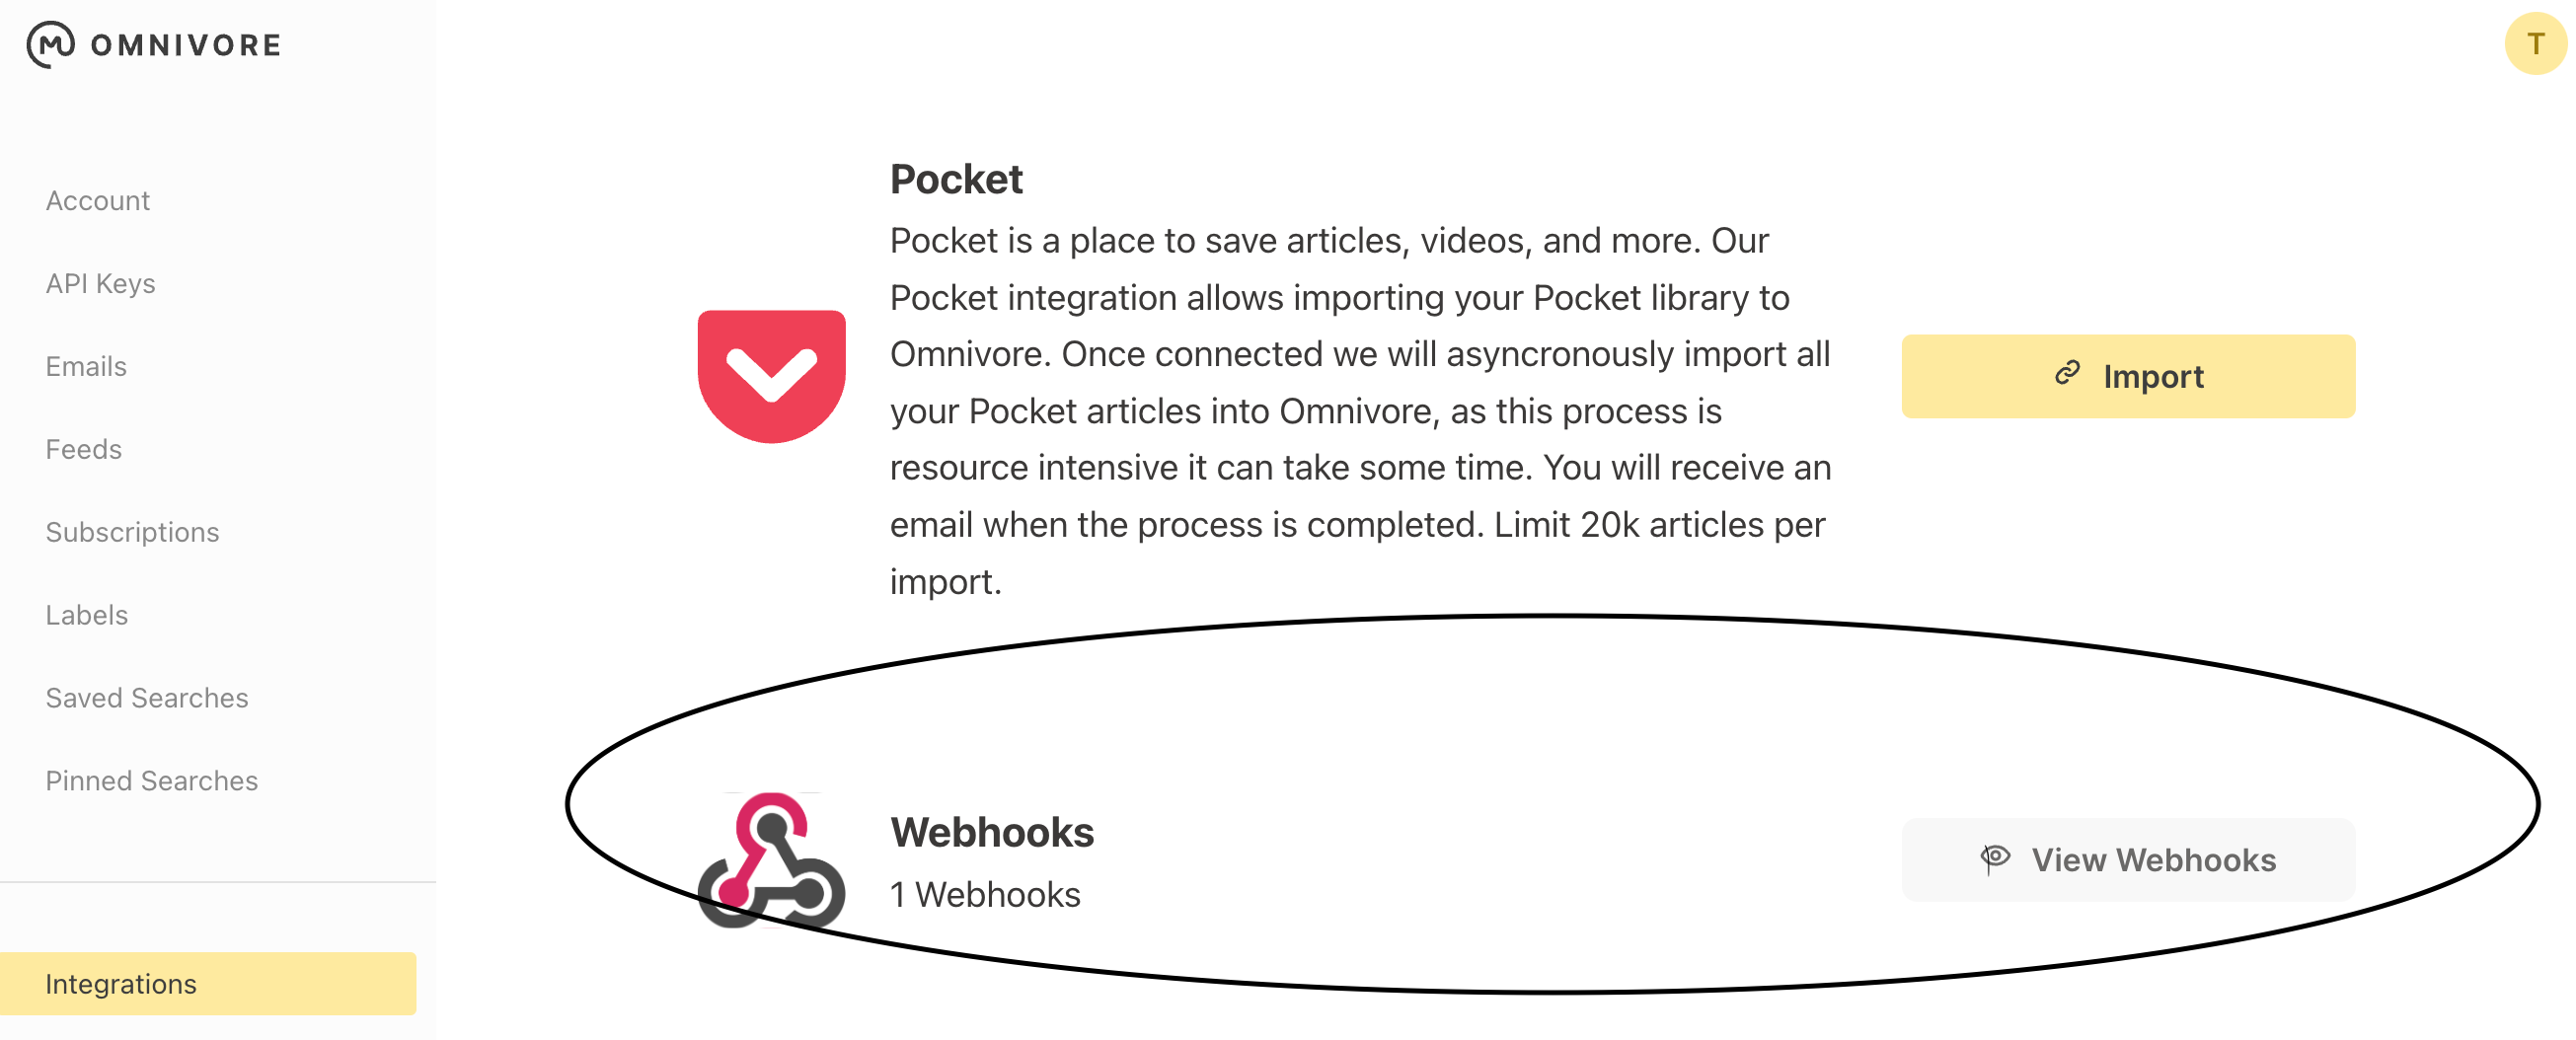 OMNIVORE
T
Account
API Keys
Emails
Feeds
Subscriptions
Labels
Saved Searches
Pinned Searches
Integrations
Pocket
Pocket is a place to save articles, videos, and more. Our
Pocket integration allows importing your Pocket library to
Omnivore. Once connected we will asyncronously import all
your Pocket articles into Omnivore, as this process is
resource intensive it can take some time. You will receive an
email when the process is completed. Limit 20k articles per
import.
Import
Webhooks
1 Webhooks
View Webhooks